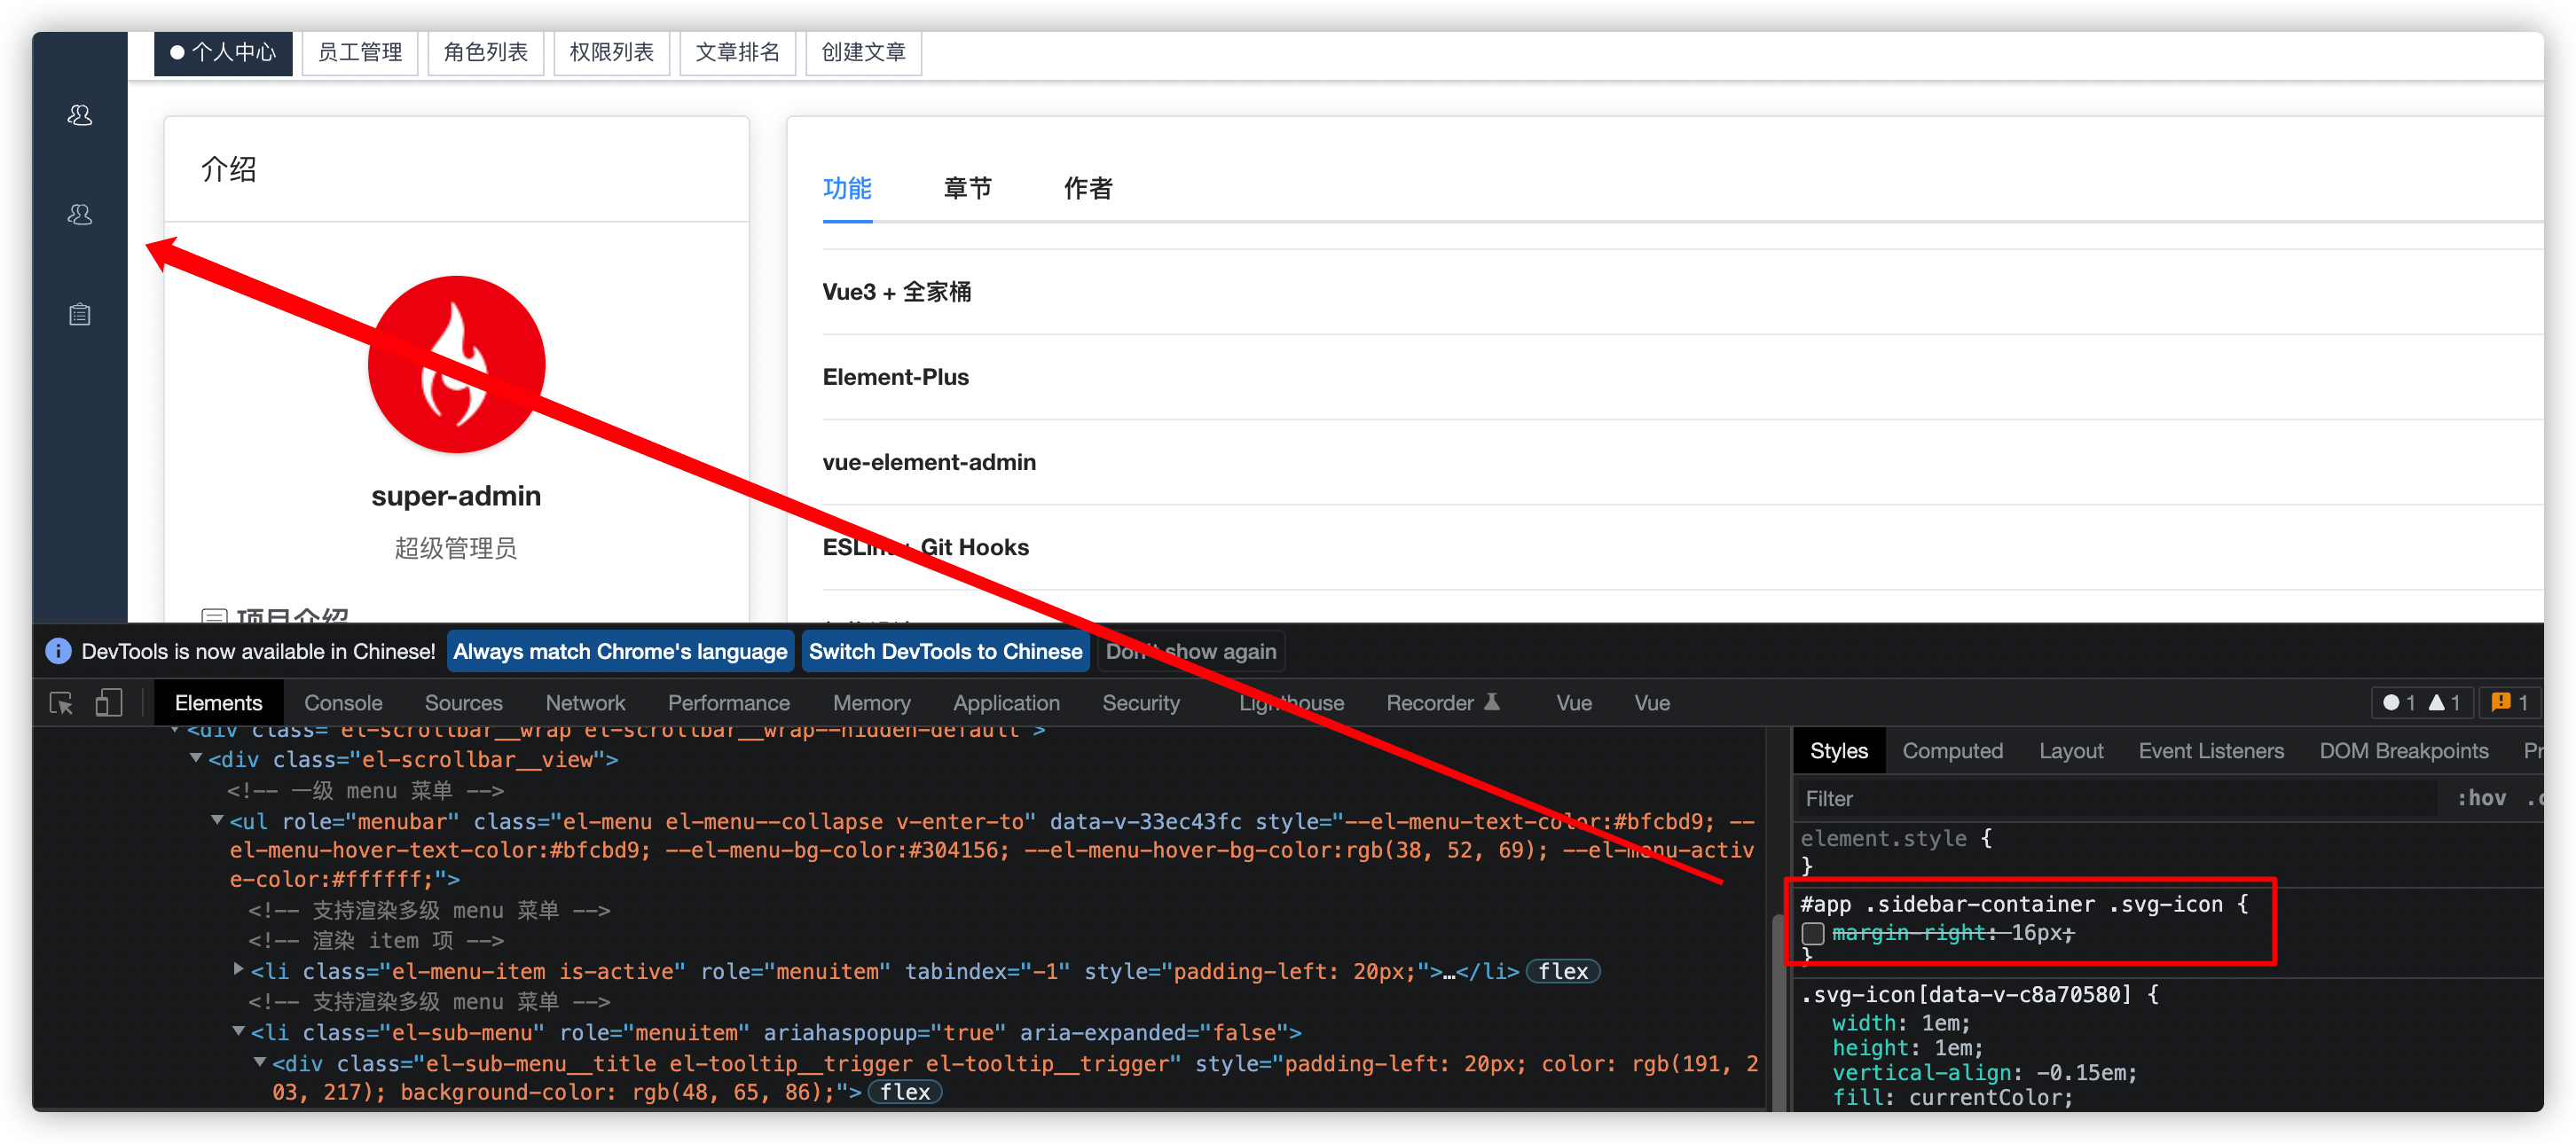 个人中心 员工管理 角色列表 权限列表 文章排名 创建文章
介绍
super-admin
超级管理员
项目介绍
功能 章节 作者
Vue3 + 全家桶
Element-Plus
vue-element-admin
ESLint + Git Hooks
DevTools is now available in Chinese! Always match Chrome's language Switch DevTools to Chinese Don't show again
Elements Console Sources Network Performance Memory Application Security Lighthouse Recorder Vue Vue 1 1 1
<div class="el-scrollbar__wrap el-scrollbar__wrap--hidden-default">
<div class="el-scrollbar__view">
<!-- 一级 menu 菜单 -->
<ul role="menubar" class="el-menu el-menu--collapse v-enter-to" data-v-33ec43fc style="--el-menu-text-color:#bfcbd9; --
el-menu-hover-text-color:#bfcbd9; --el-menu-bg-color:#304156; --el-menu-hover-bg-color:rgb(38, 52, 69); --el-menu-activ
e-color:#ffffff;">
<!-- 支持渲染多级 menu 菜单 -->
<!-- 渲染 item 项 -->
<li class="el-menu-item is-active" role="menuitem" tabindex="-1" style="padding-left: 20px;">…</li> flex
<!-- 支持渲染多级 menu 菜单 -->
<li class="el-sub-menu" role="menuitem" ariahaspopup="true" aria-expanded="false">
<div class="el-sub-menu__title el-tooltip__trigger el-tooltip__trigger" style="padding-left: 20px; color: rgb(191, 2
03, 217); background-color: rgb(48, 65, 86);"> flex
Styles Computed Layout Event Listeners DOM Breakpoints Pr
Filter :hov .c
element.style {
}
#app .sidebar-container .svg-icon {
margin-right: 16px;
}
.svg-icon[data-v-c8a70580] {
width: 1em;
height: 1em;
vertical-align: -0.15em;
fill: currentColor;